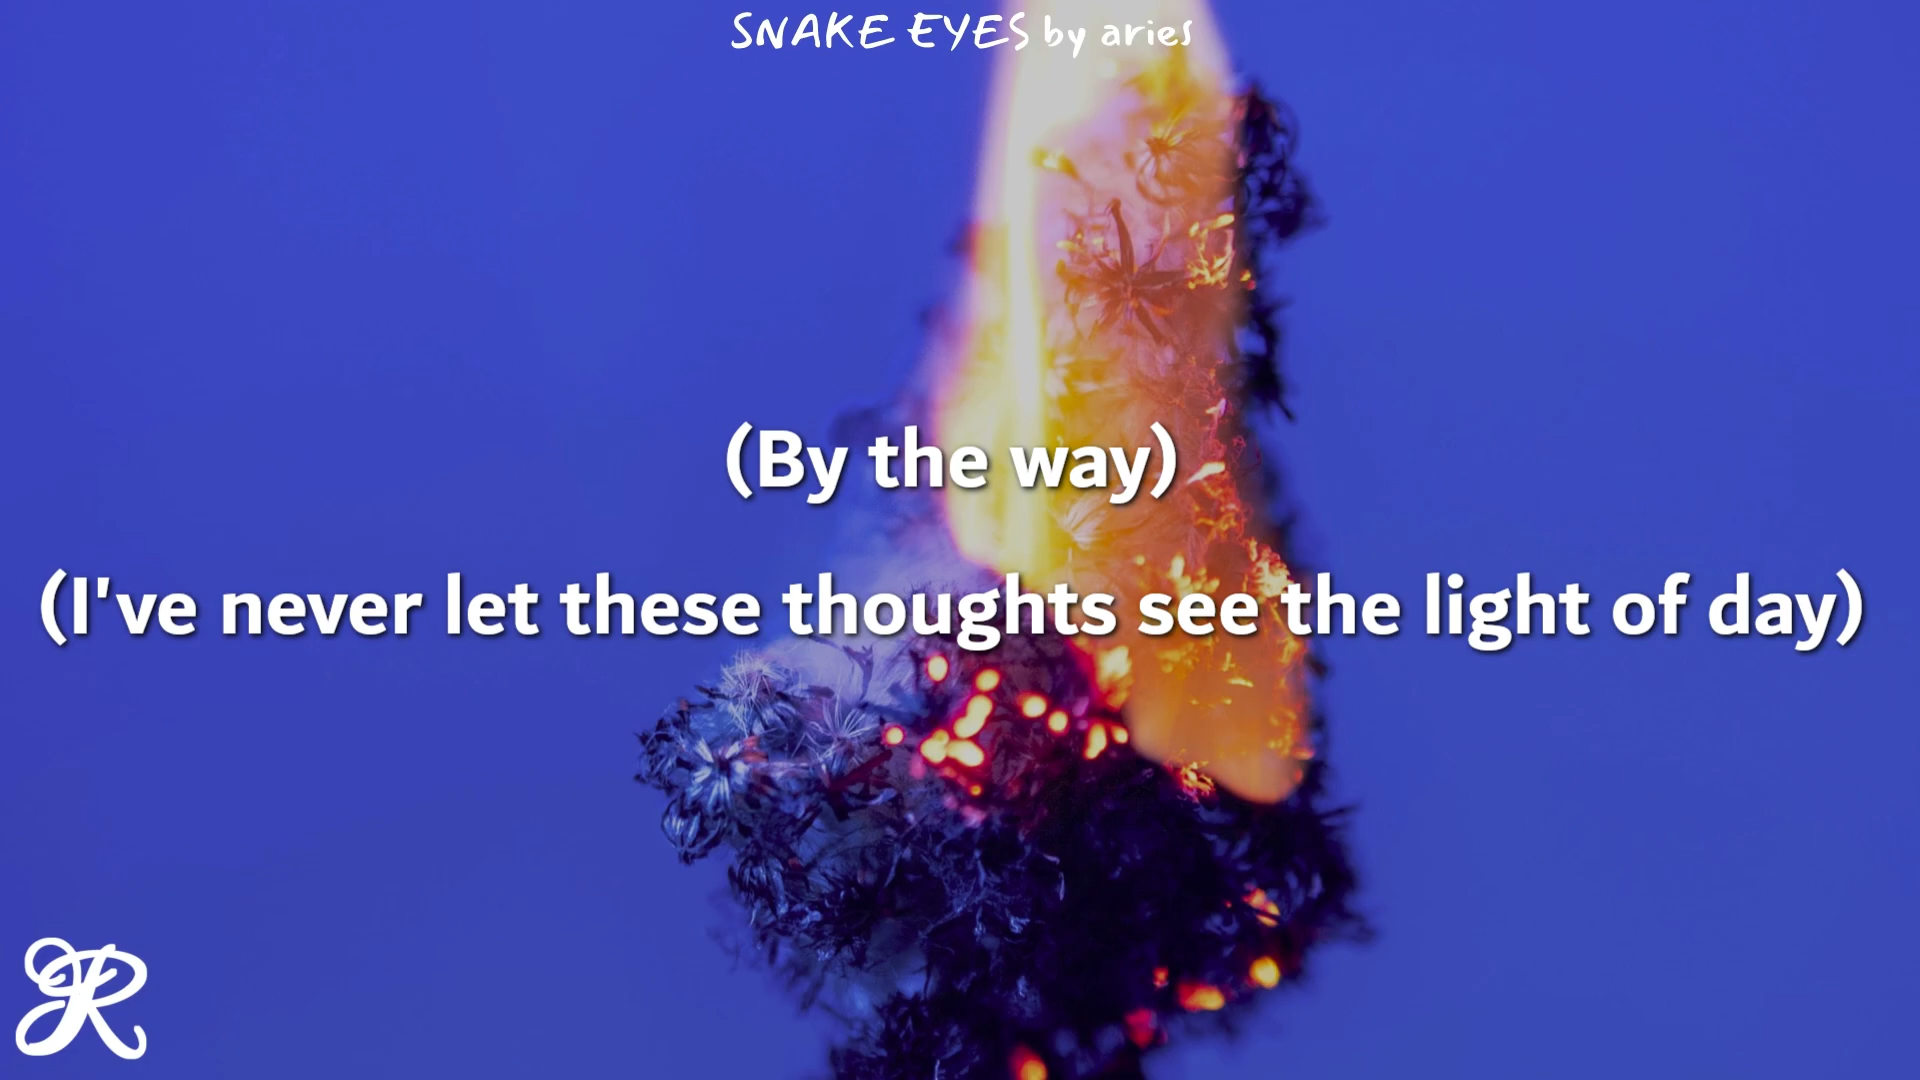 SNAKE EYES by aries
(By the way)
(I've never let these thoughts see the light of day)
R